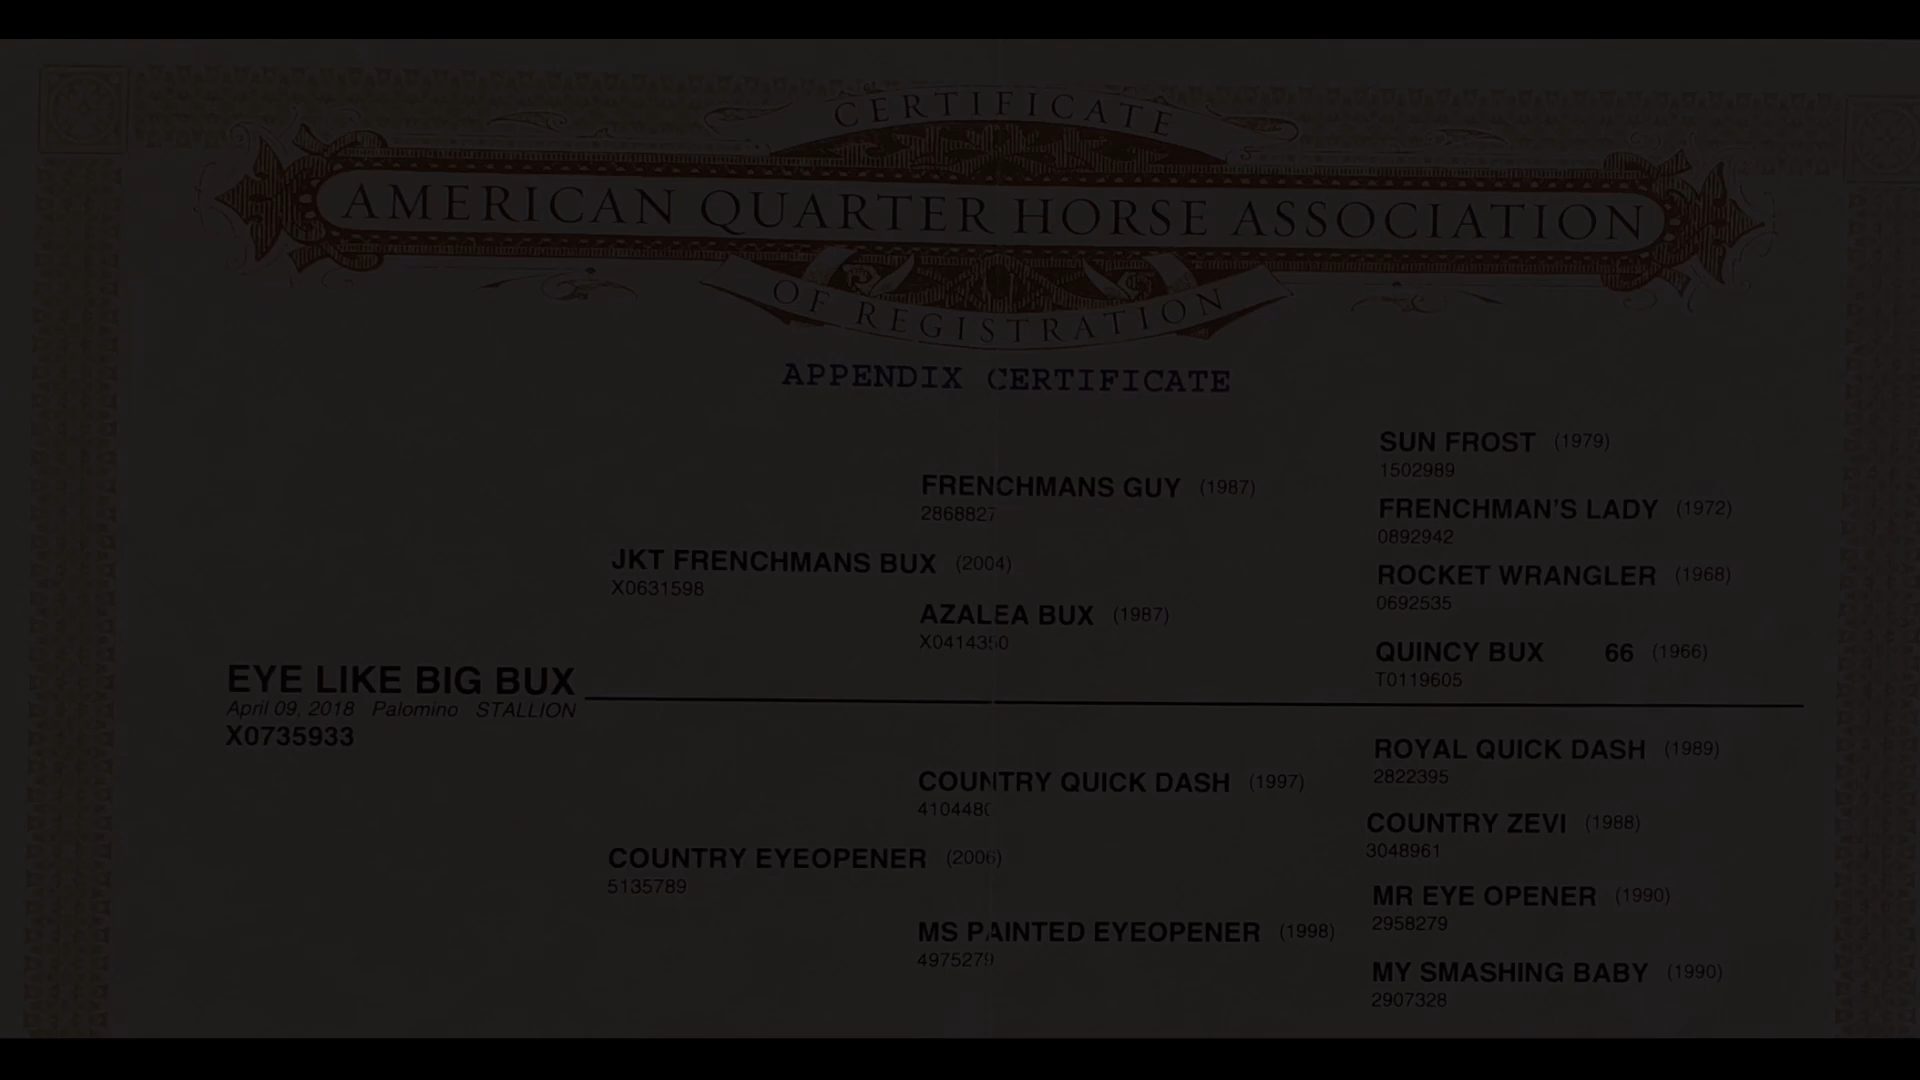 CERTIFICATE
AMERICAN QUARTER HORSE ASSOCIATION
OF REGISTRATION
APPENDIX CERTIFICATE
SUN FROST (1979)
1502989
FRENCHMANS GUY (1987)
2868827
FRENCHMAN'S LADY (1972)
0892942
JKT FRENCHMANS BUX (2004)
X0631598
ROCKET WRANGLER (1968)
0692535
AZALEA BUX (1987)
X0414350
QUINCY BUX 66 (1966)
T0119605
EYE LIKE BIG BUX
April 09, 2018 Palomino STALLION
X0735933
ROYAL QUICK DASH (1989)
2822395
COUNTRY QUICK DASH (1997)
4104480
COUNTRY ZEVI (1988)
3048961
COUNTRY EYEOPENER (2006)
5135789
MR EYE OPENER (1990)
2958279
MS PAINTED EYEOPENER (1998)
4975279
MY SMASHING BABY (1990)
2907328